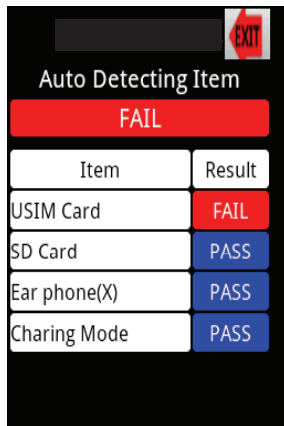 EXIT
Auto Detecting Item
FAIL
Item Result
USIM Card FAIL
SD Card PASS
Ear phone(X) PASS
Charing Mode PASS